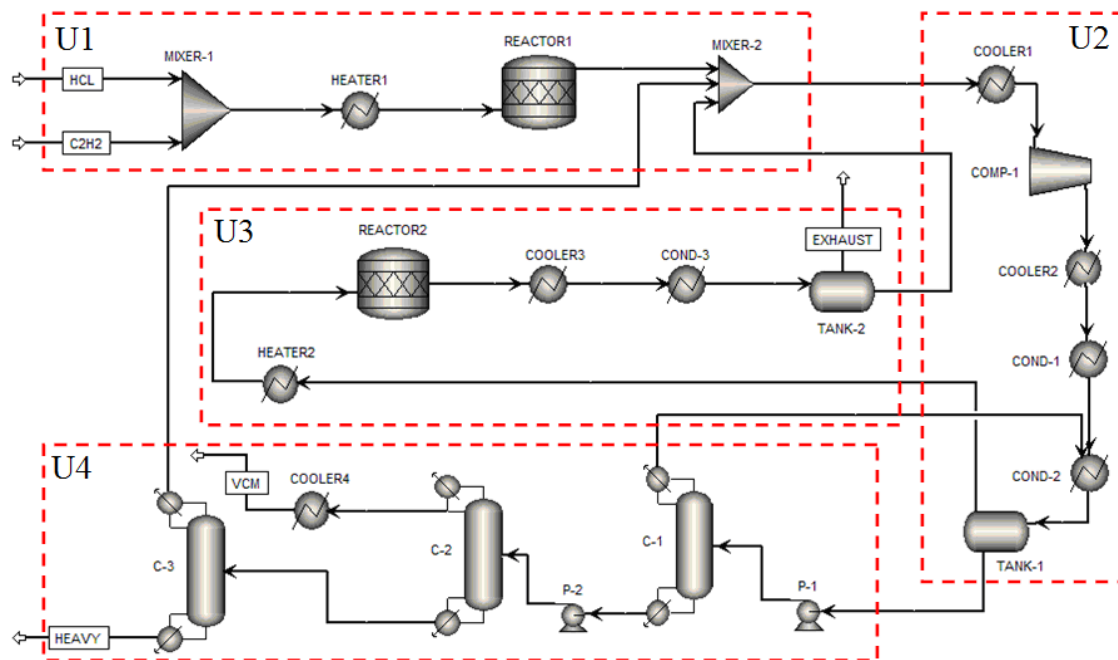 U1
U2
REACTOR1
MIXER-1
MIXER-2
COOLER1
HCL
HEATER1
C2H2
COMP-1
U3
REACTOR2
EXHAUST
COOLER3
COND-3
COOLER2
TANK-2
HEATER2
COND-1
U4
VCM
COOLER4
COND-2
C-3
C-2
C-1
TANK-1
P-2
P-1
HEAVY